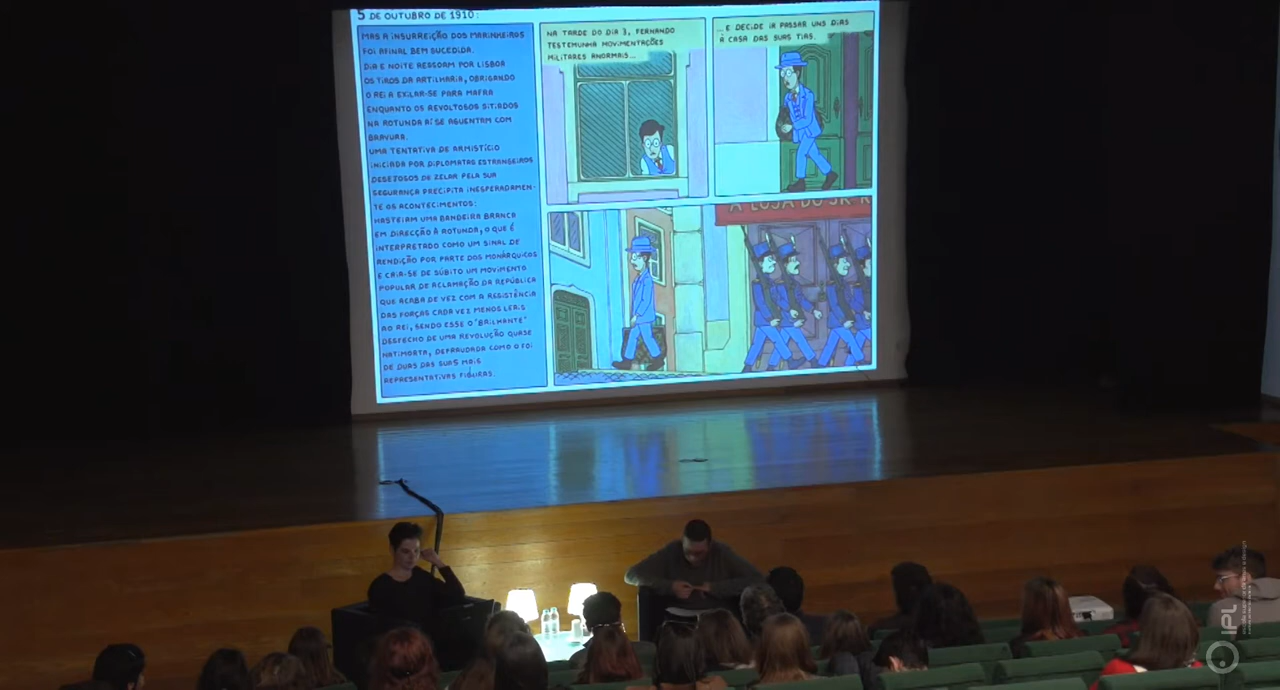 5 DE OUTUBRO DE 1910:
MAS A INSURREIÇÃO DOS MARINHEIROS
FOI AFINAL BEM SUCEDIDA.
DIA E NOITE RESSOAM POR LISBOA
OS TIROS DA ARTILHARIA, OBRIGANDO
O REI A EXILAR-SE PARA MAFRA
ENQUANTO OS REVOLTOSOS SITIADOS
NA ROTUNDA AÍ SE AGUENTAM COM
BRAVURA.
UMA TENTATIVA DE ARMISTÍCIO
INICIADA POR DIPLOMATAS ESTRANGEIROS
DESEJOSOS DE ZELAR PELA SUA
SEGURANÇA PRECIPITA INESPERADAMEN-
TE OS ACONTECIMENTOS:
HASTEIAM UMA BANDEIRA BRANCA
EM DIRECÇÃO À ROTUNDA, O QUE É
INTERPRETADO COMO UM SINAL DE
RENDIÇÃO POR PARTE DOS MONÁRQUICOS
E CRIA-SE DE SÚBITO UM MOVIMENTO
POPULAR DE ACLAMAÇÃO DA REPÚBLICA
QUE ACABA DE VEZ COM A RESISTÊNCIA
DAS FORÇAS CADA VEZ MENOS LEAIS
AO REI, SENDO ESSE O "BRILHANTE"
DESFECHO DE UMA REVOLUÇÃO QUASE
NATIMORTA, DEFRAUDADA COMO O FOI
DE DUAS DAS SUAS MAIS
REPRESENTATIVAS FIGURAS.
NA TARDE DO DIA 3, FERNANDO
TESTEMUNHA MOVIMENTAÇÕES
MILITARES ANORMAIS...
...E DECIDE IR PASSAR UNS DIAS
À CASA DAS SUAS TIAS.
A LOJA DO SR R
IPL